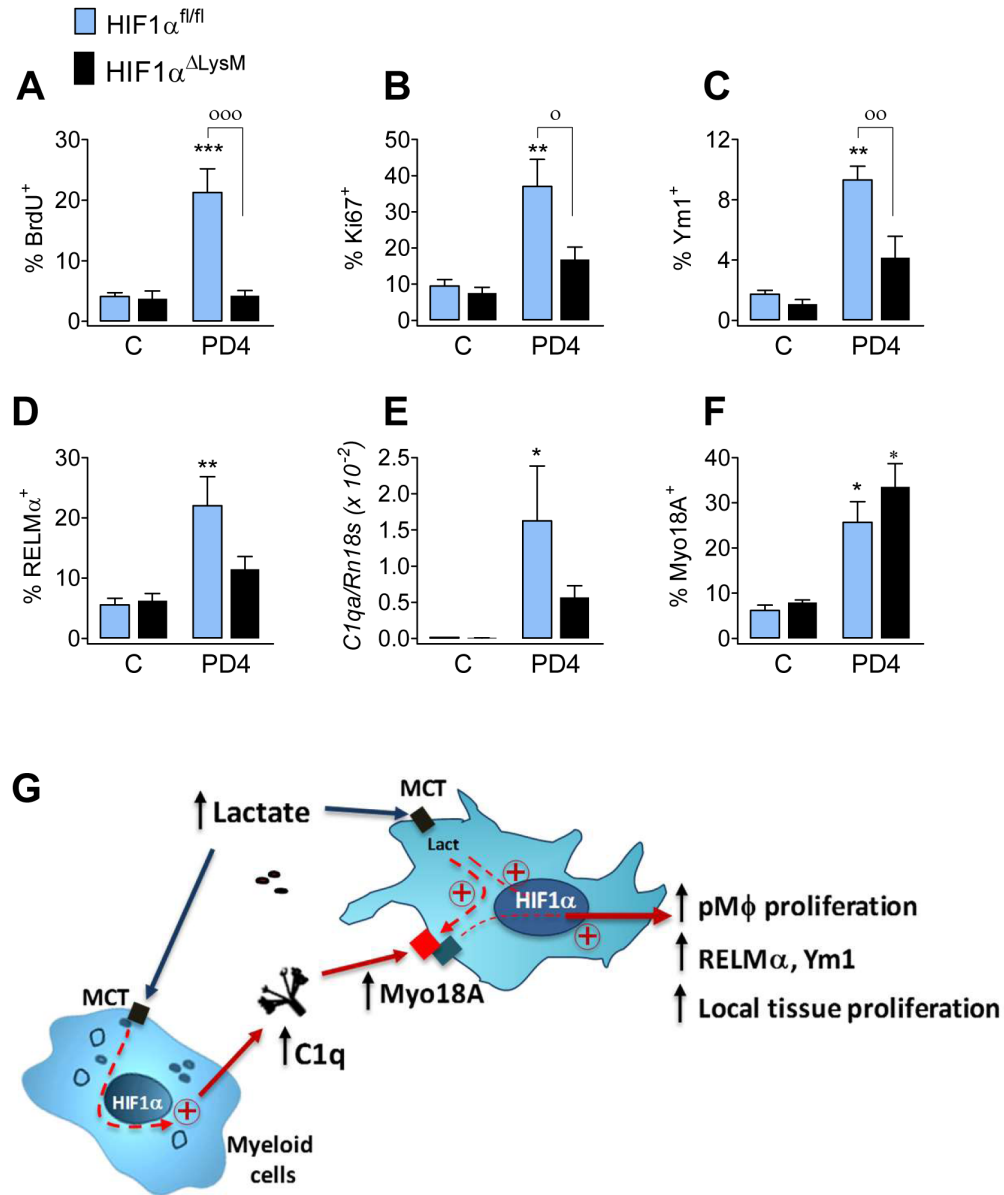 HIF1α^fl/fl
HIF1α^ΔLysM
A
ooo
***
% BrdU⁺
30
20
10
0
C PD4
B
o
**
% Ki67⁺
50
40
30
20
10
0
C PD4
C
oo
**
% Ym1⁺
12
8
4
0
C PD4
D
**
% RELMα⁺
30
20
10
0
C PD4
E
*
C1qa/Rn18s (x 10⁻²)
2.5
2.0
1.5
1.0
0.5
0.0
C PD4
F
* *
% Myo18A⁺
40
30
20
10
0
C PD4
G
↑ Lactate
MCT
Lact
+
+
HIF1α
+
↑ pMϕ proliferation
↑ RELMα, Ym1
↑ Local tissue proliferation
↑ Myo18A
MCT
↑ C1q
HIF1α
+
Myeloid
cells